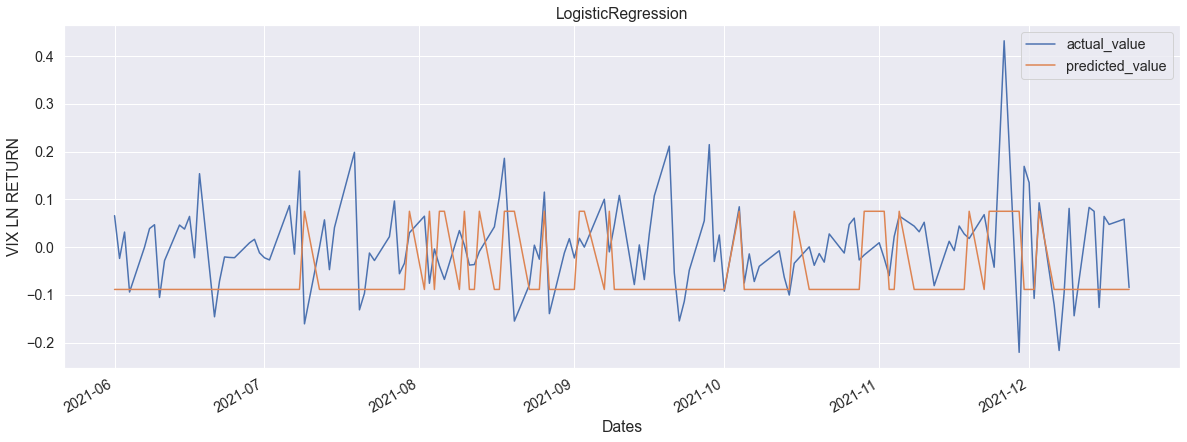 LogisticRegression
actual_value
predicted_value
VIX LN RETURN
0.4
0.3
0.2
0.1
0.0
−0.1
−0.2
2021-06
2021-07
2021-08
2021-09
2021-10
2021-11
2021-12
Dates